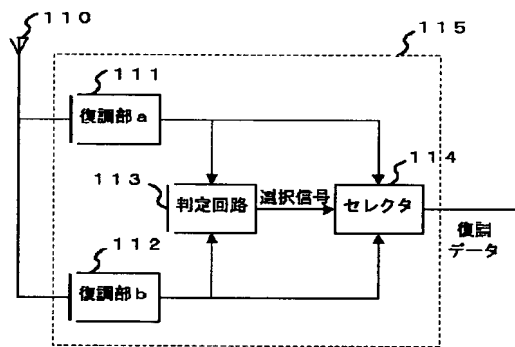 110
115
111
復調部a
114
113
判定回路
選択信号
セレクタ
復調
データ
112
復調部b